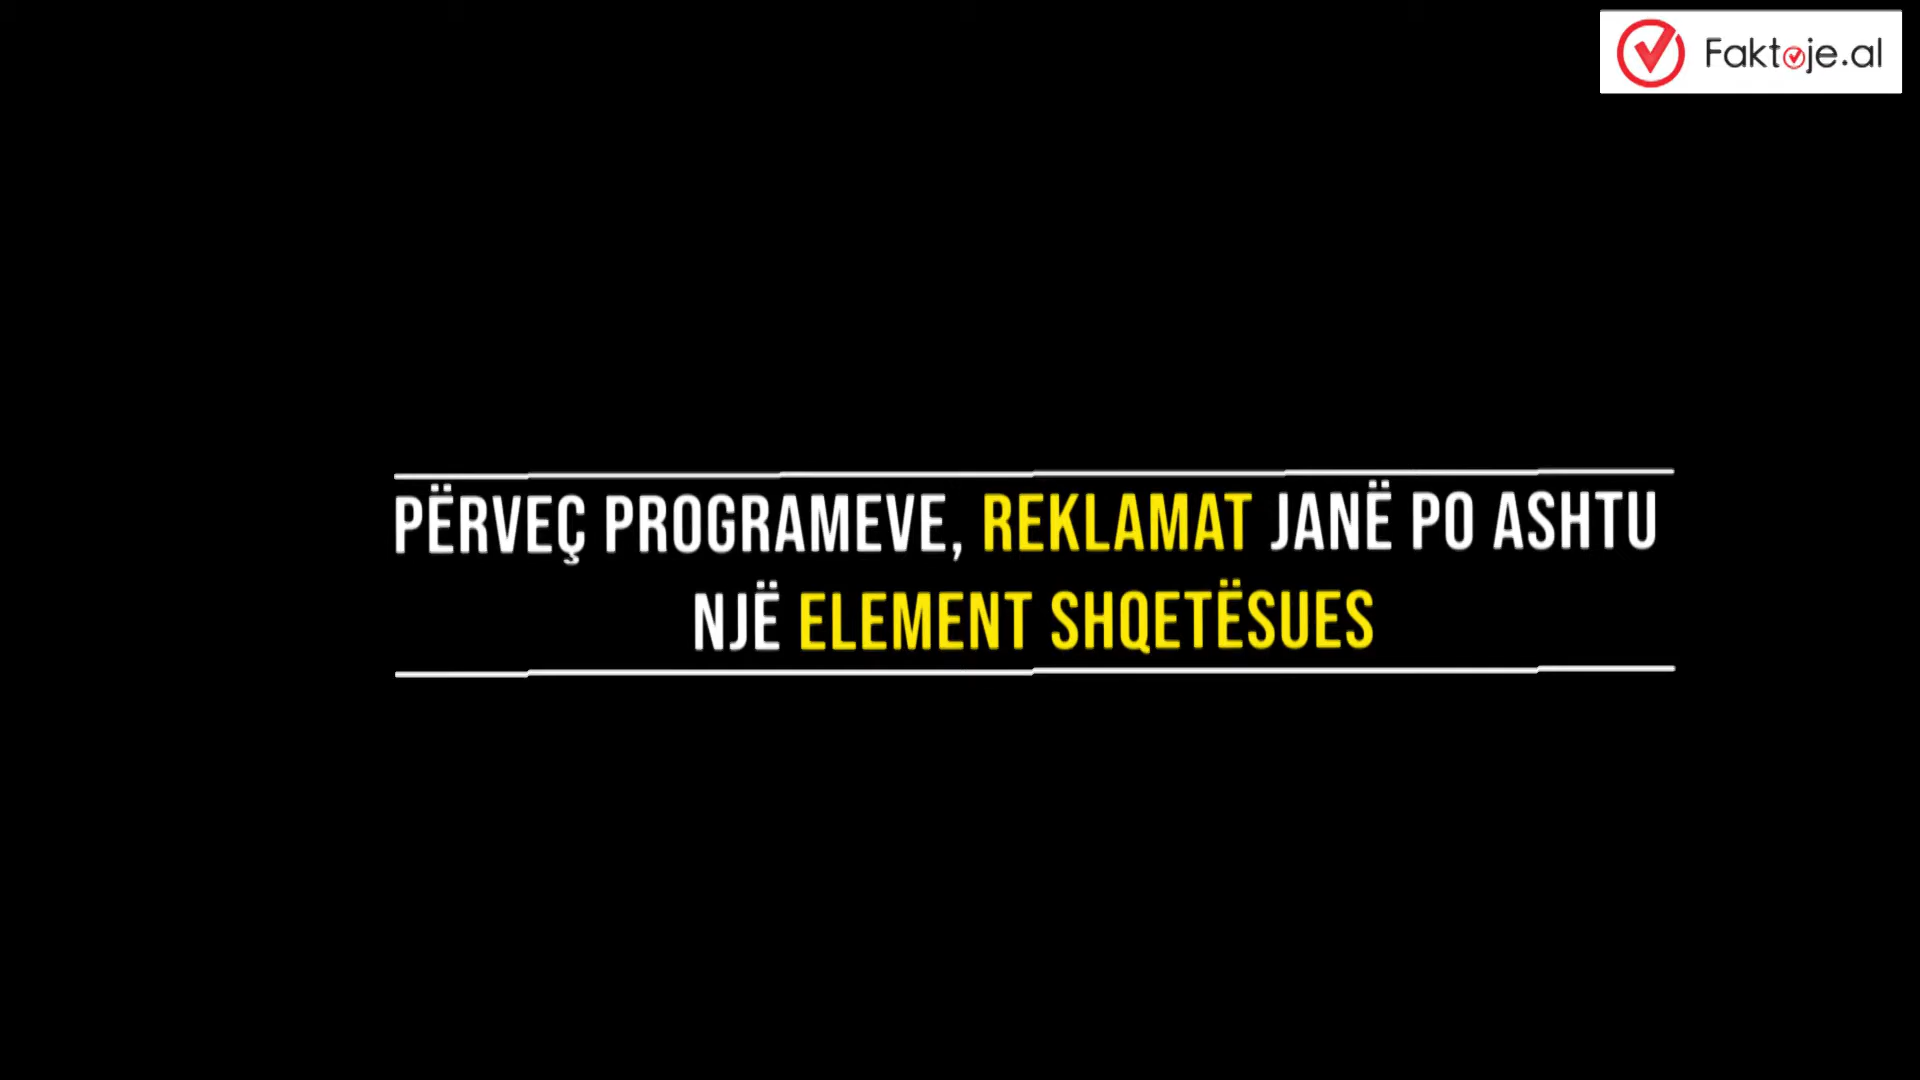 Faktoje.al
PËRVEÇ PROGRAMEVE, REKLAMAT JANË PO ASHTU
NJË ELEMENT SHQETËSUES